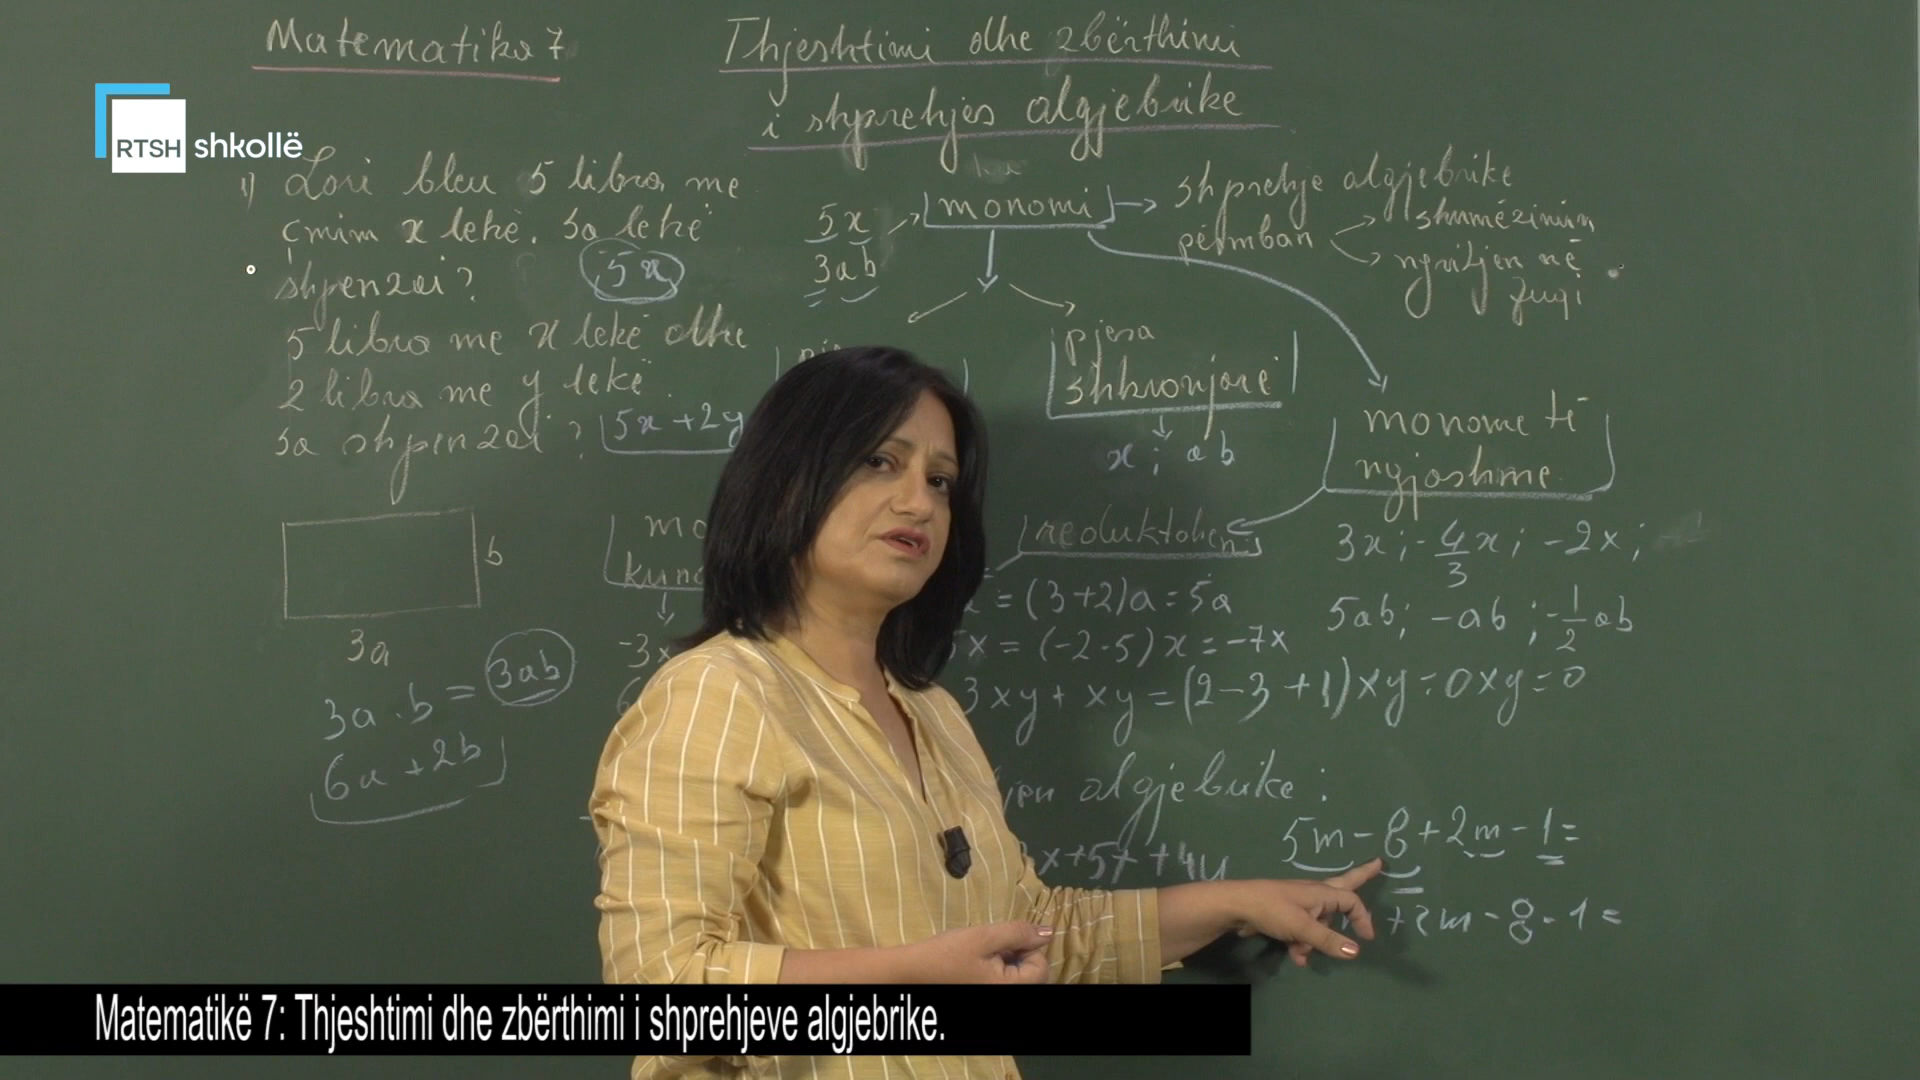 Matematika 7
Thjeshtimi dhe zbërthimi
i shprehjes algjebrike
RTSH shkollë
1) Lori bleu 5 libra me
çmim x lekë. Sa lekë
shpenzoi?
5x
5 libra me x lekë dhe
2 libra me y lekë.
Sa shpenzoi?
5x+2y
b
3a
3a.b = 3ab
6a+2b
5x
3ab
monomi
shprehje algjebrike
përmban
shumëzimin
ngritjen në
fuqi
pjesa
shkronjore
x; ab
monome të
ngjashme
3x; -4/3x; -2x;
5ab; -ab; -1/2ab
reduktohen
=(3+2)a=5a
5x=(-2-5)x=-7x
3xy+xy=(2-3+1)xy=0xy=0
-3x
algjebrike:
x+5x+4y
5m-8+2m-1=
+2m-8-1=
Matematikë 7: Thjeshtimi dhe zbërthimi i shprehjeve algjebrike.